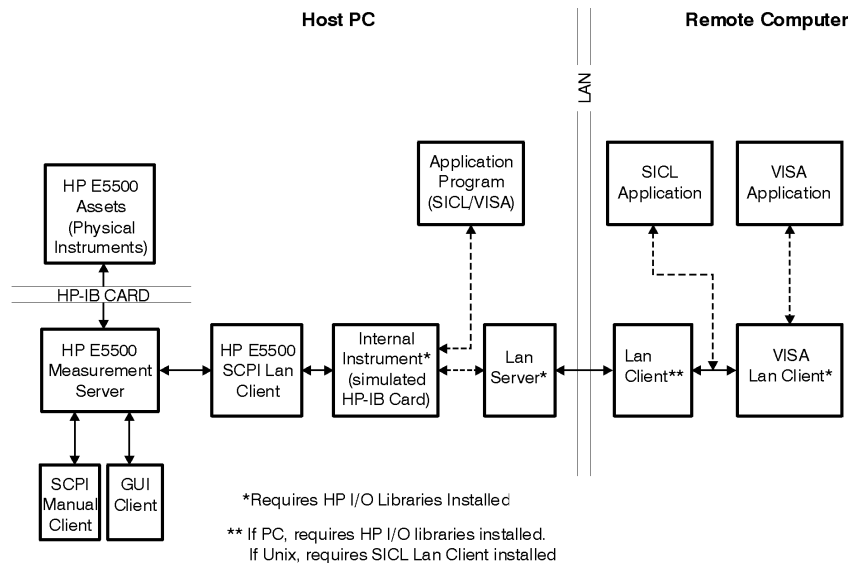 Host PC
Remote Computer
LAN
HP E5500
Assets
(Physical
Instruments)
Application
Program
(SICL/VISA)
SICL
Application
VISA
Application
HP-IB CARD
HP E5500
Measurement
Server
HP E5500
SCPI Lan
Client
Internal
Instrument*
(simulated
HP-IB Card)
Lan
Server*
Lan
Client**
VISA
Lan Client*
SCPI
Manual
Client
GUI
Client
*Requires HP I/O Libraries Installed
** If PC, requires HP I/O libraries installed.
If Unix, requires SICL Lan Client installed